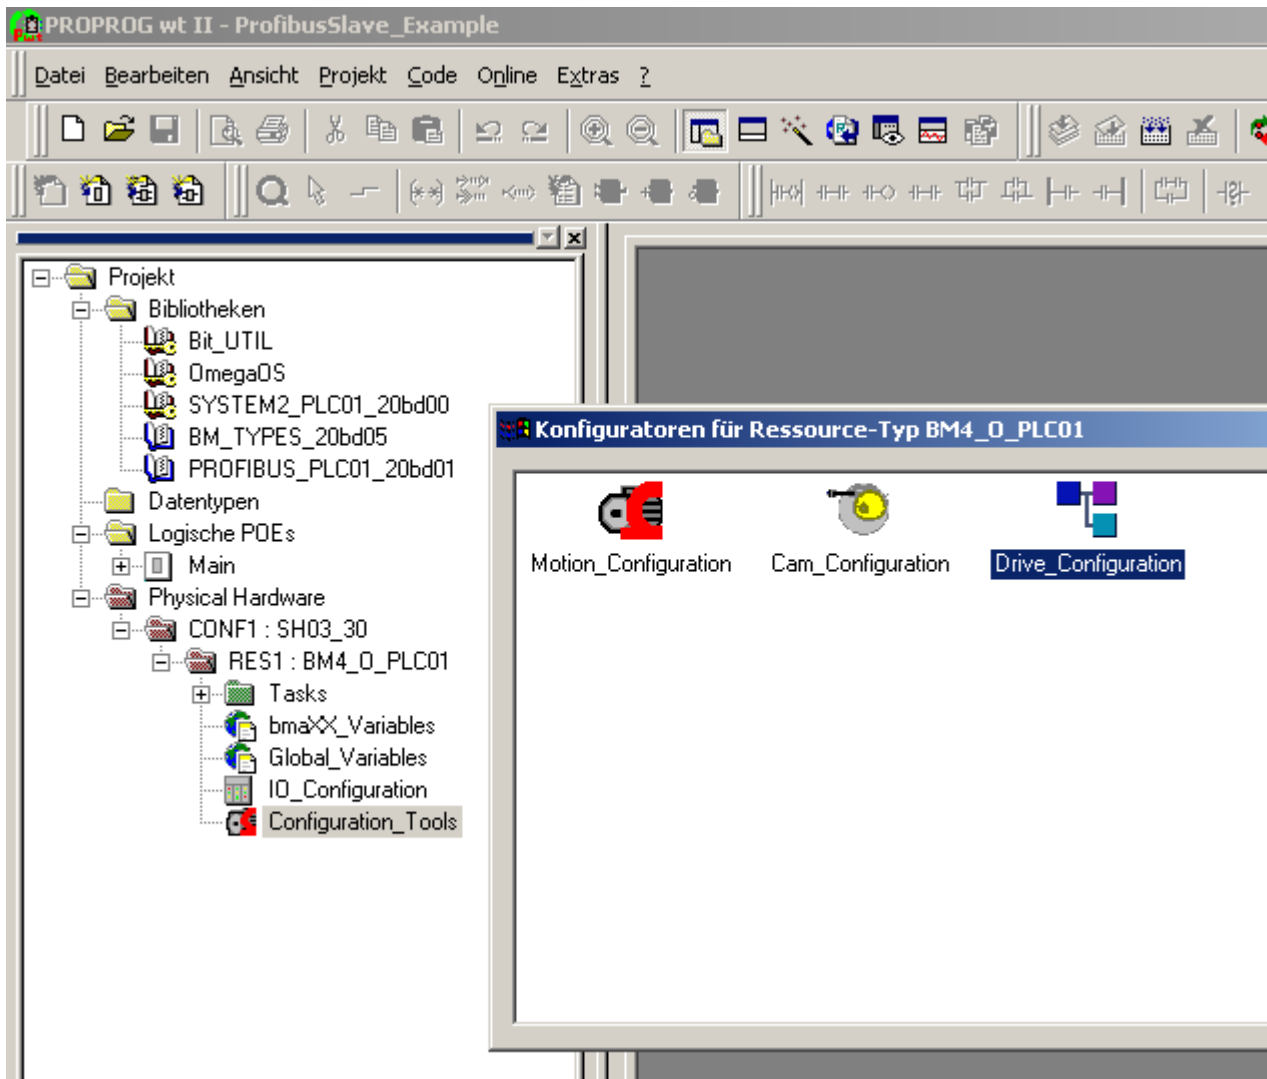 PROPROG wt II - ProfibusSlave_Example
Datei Bearbeiten Ansicht Projekt Code Online Extras ?
Projekt
Bibliotheken
Bit_UTIL
OmegaOS
SYSTEM2_PLC01_20bd00
BM_TYPES_20bd05
PROFIBUS_PLC01_20bd01
Datentypen
Logische POEs
Main
Physical Hardware
CONF1 : SH03_30
RES1 : BM4_O_PLC01
Tasks
bmaXX_Variables
Global_Variables
IO_Configuration
Configuration_Tools
Konfiguratoren für Ressource-Typ BM4_O_PLC01
Motion_Configuration Cam_Configuration Drive_Configuration